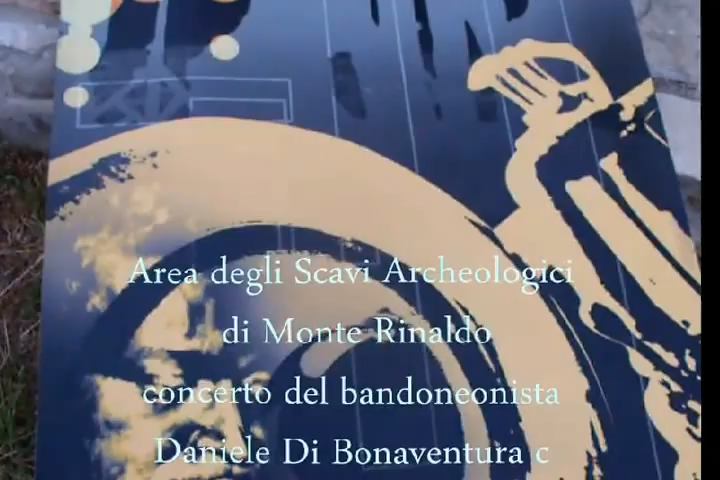 Area degli Scavi Archeologici
di Monte Rinaldo
concerto del bandoneonista
Daniele Di Bonaventura c